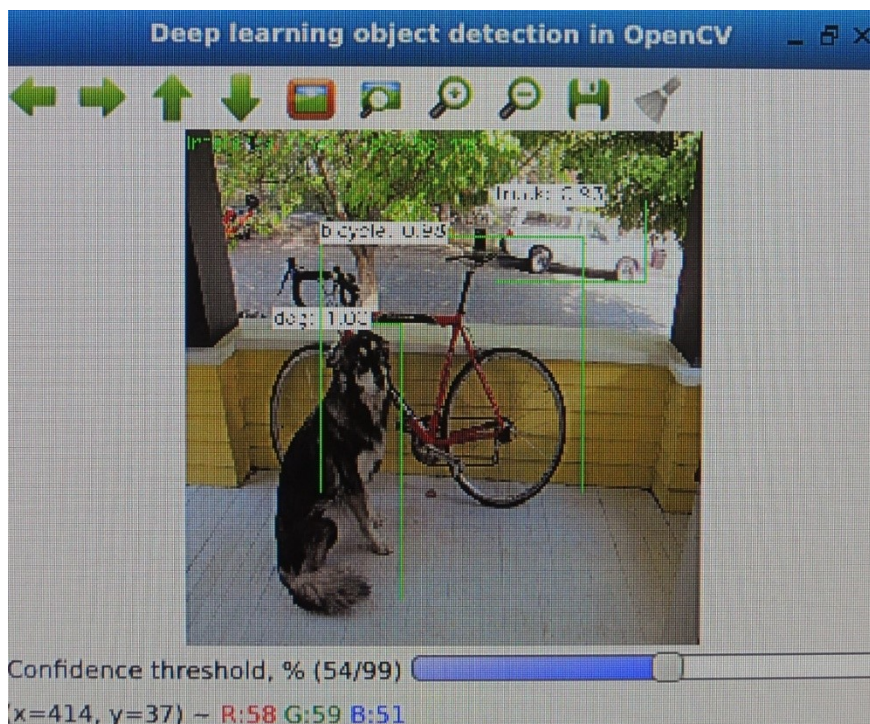 Deep learning object detection in OpenCV
truck: 0.93
bicycle: 0.98
dog: 1.00
Confidence threshold, % (54/99)
(x=414, y=37) ~ R:58 G:59 B:51